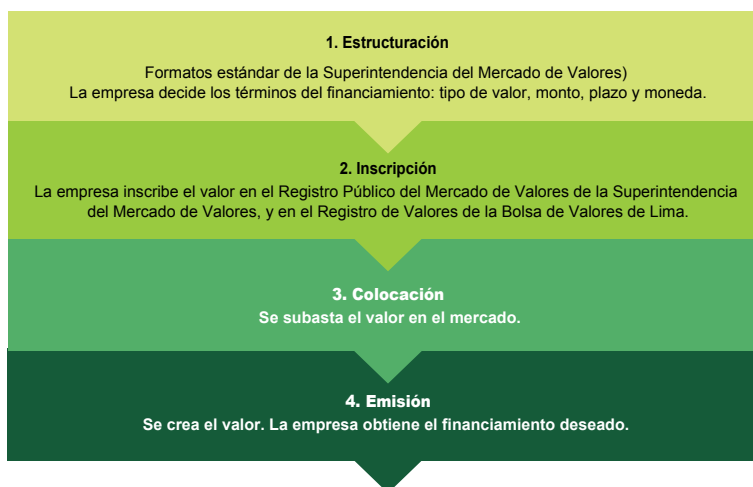 1. Estructuración
Formatos estándar de la Superintendencia del Mercado de Valores)
La empresa decide los términos del financiamiento: tipo de valor, monto, plazo y moneda.
2. Inscripción
La empresa inscribe el valor en el Registro Público del Mercado de Valores de la Superintendencia
del Mercado de Valores, y en el Registro de Valores de la Bolsa de Valores de Lima.
3. Colocación
Se subasta el valor en el mercado.
4. Emisión
Se crea el valor. La empresa obtiene el financiamiento deseado.